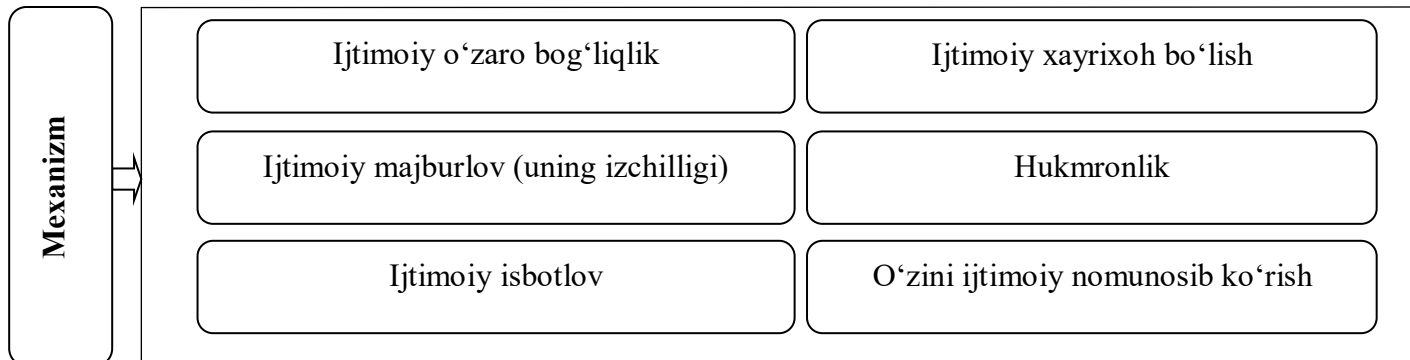 Mexanizm
Ijtimoiy o‘zaro bog‘liqlik
Ijtimoiy xayrixoh bo‘lish
Ijtimoiy majburlov (uning izchilligi)
Hukmronlik
Ijtimoiy isbotlov
O‘zini ijtimoiy nomunosib ko‘rish